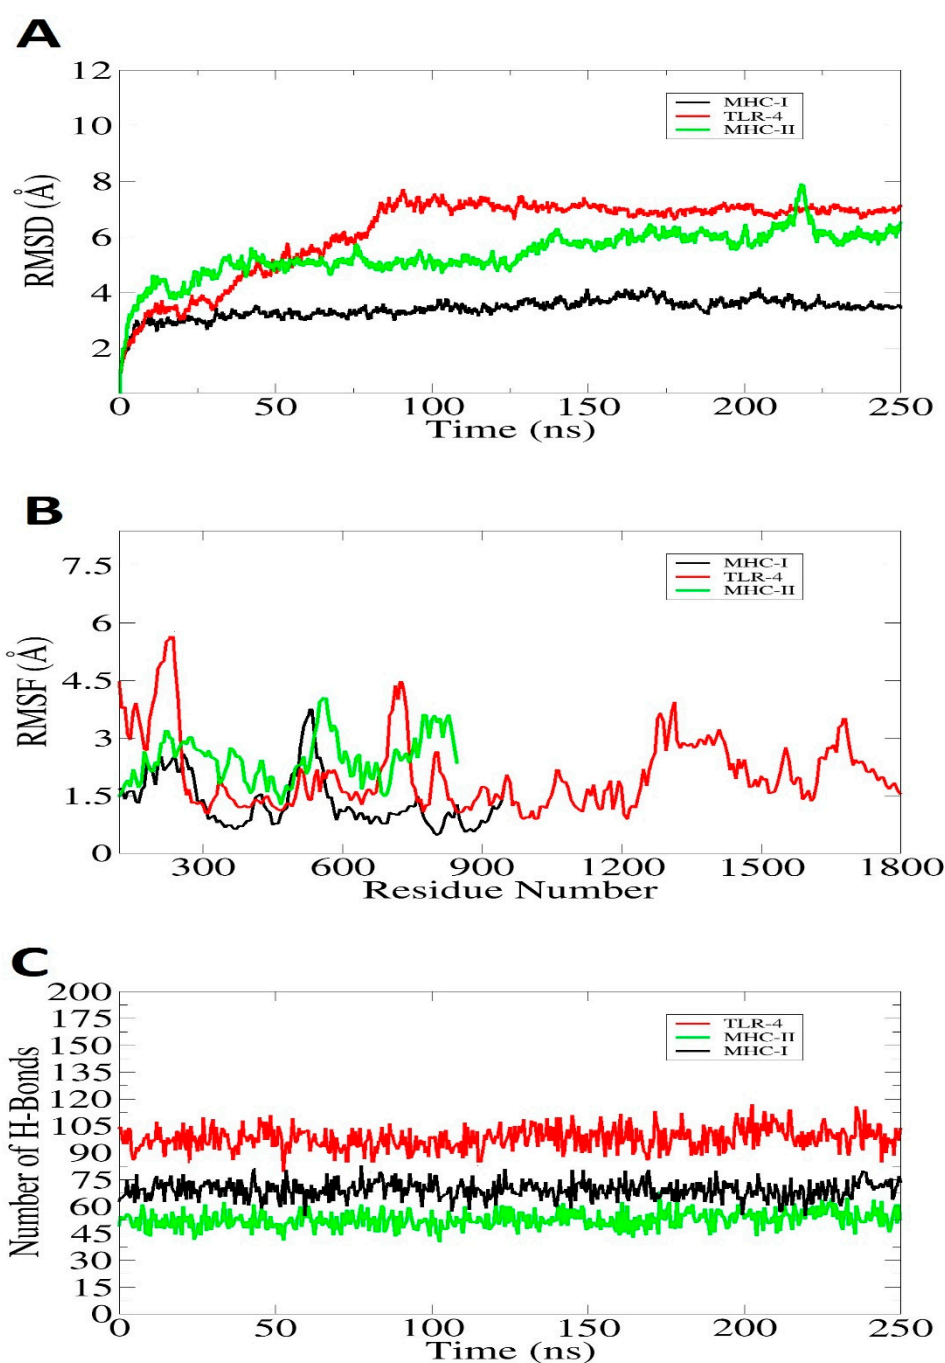 A
12
10
8
6
4
2
RMSD (Å)
MHC-I
TLR-4
MHC-II
0 50 100 150 200 250
Time (ns)
B
7.5
6
4.5
3
1.5
0
RMSF (Å)
MHC-I
TLR-4
MHC-II
300 600 900 1200 1500 1800
Residue Number
C
200
175
150
135
120
105
90
75
60
45
30
15
0
Number of H-Bonds
TLR-4
MHC-II
MHC-I
0 50 100 150 200 250
Time (ns)